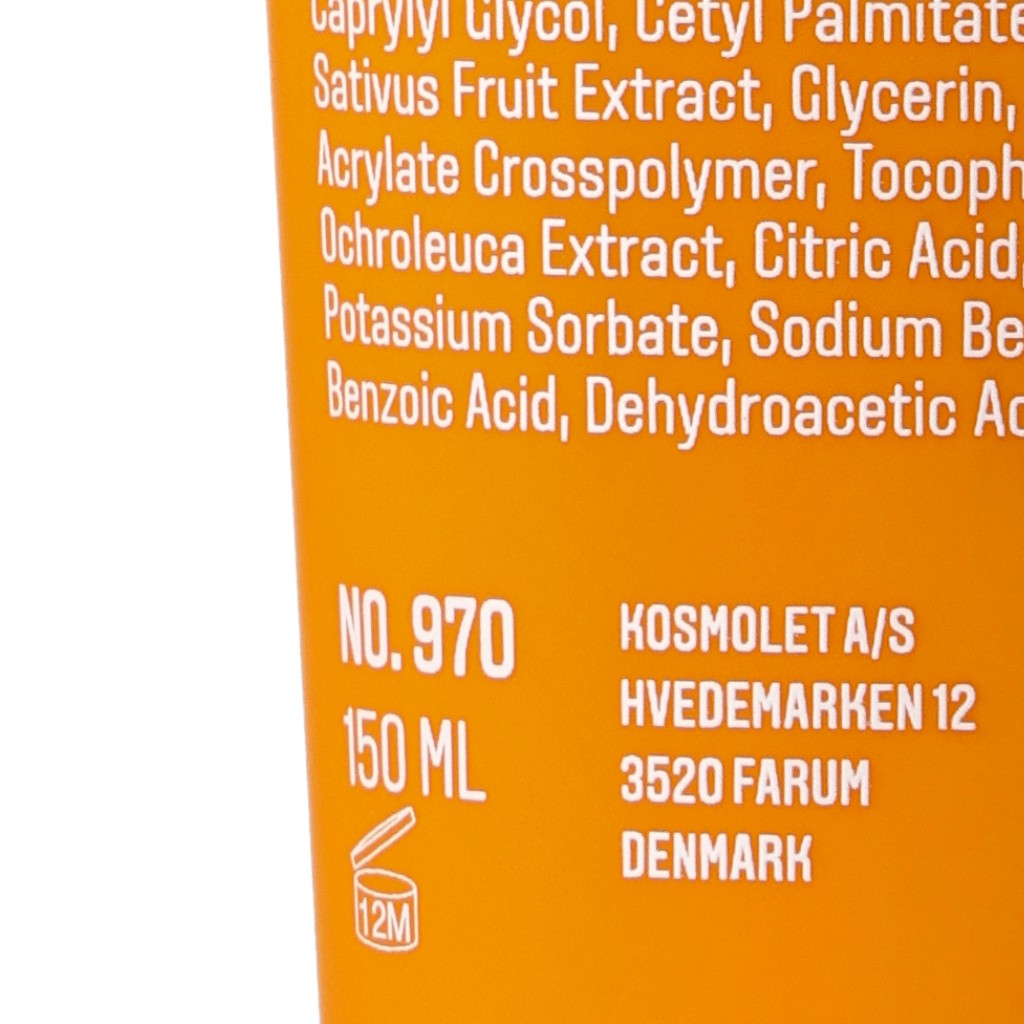 Caprylyl Glycol, Cetyl Palmitate
Sativus Fruit Extract, Glycerin,
Acrylate Crosspolymer, Tocoph
Ochroleuca Extract, Citric Acid,
Potassium Sorbate, Sodium Be
Benzoic Acid, Dehydroacetic Ac
NO. 970
150 ML
12M
KOSMOLET A/S
HVEDEMARKEN 12
3520 FARUM
DENMARK